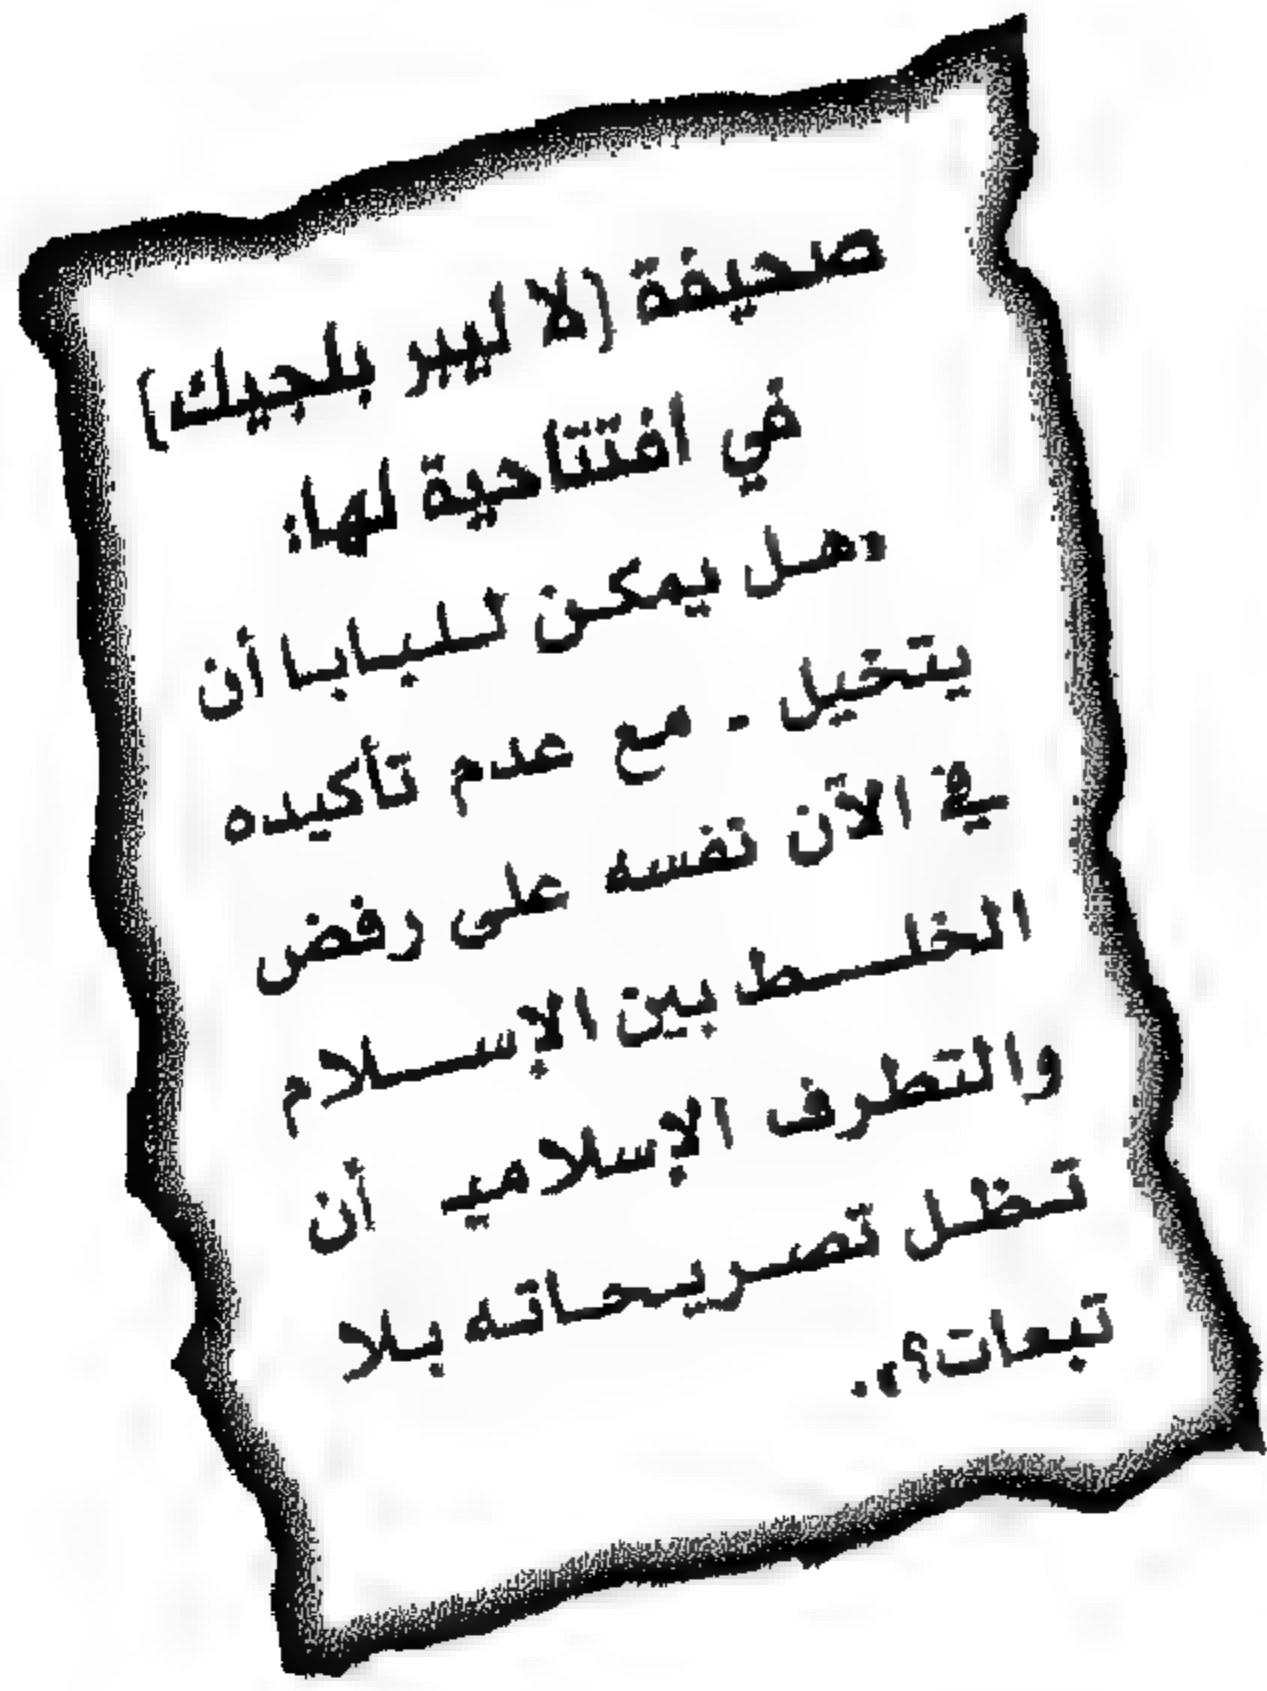 صحيفة (لا ليبر بلجيك)
في افتتاحية لها:
«هل يمكن للبابا أن
يتخيل - مع عدم تأكيده
في الآن نفسه على رفض
الخلط بين الإسلام
والتطرف الإسلاميـ أن
تظل تصريحاته بلا
تبعات؟».